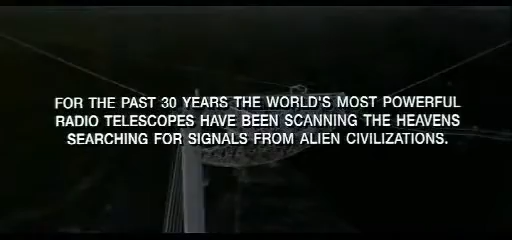 FOR THE PAST 30 YEARS THE WORLD'S MOST POWERFUL
RADIO TELESCOPES HAVE BEEN SCANNING THE HEAVENS
SEARCHING FOR SIGNALS FROM ALIEN CIVILIZATIONS.